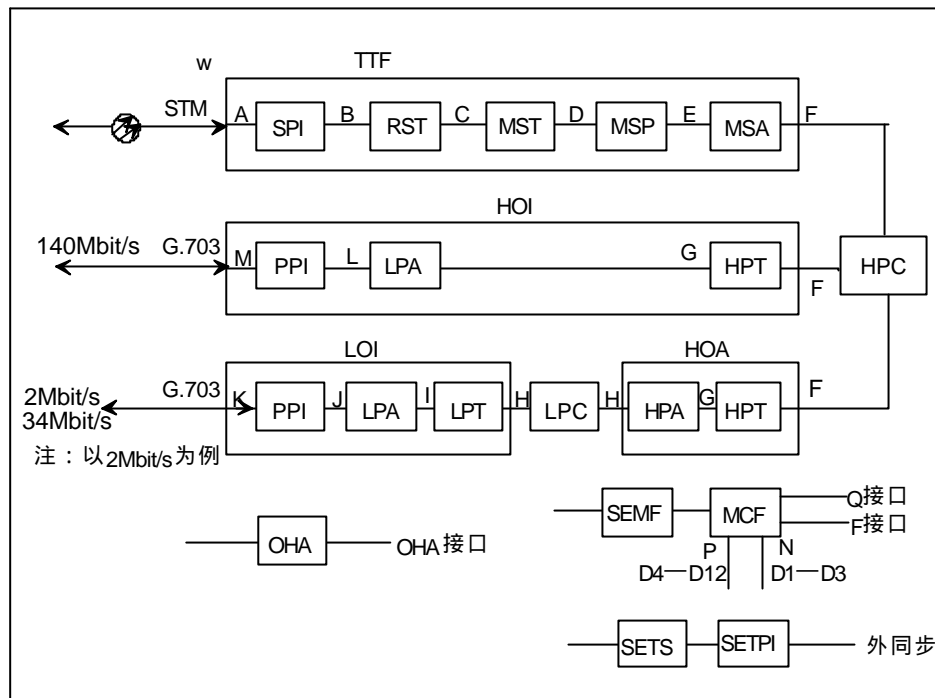 w TTF
STM A SPI B RST C MST D MSP E MSA F
HOI
140Mbit/s G.703 M PPI L LPA G HPT F HPC
LOI HOA
2Mbit/s G.703 K PPI J LPA I LPT H LPC H HPA G HPT F
34Mbit/s
注：以2Mbit/s为例
SEMF MCF Q接口
F接口
OHA OHA接口
P N
D4—D12 D1—D3
SETS SETPI 外同步